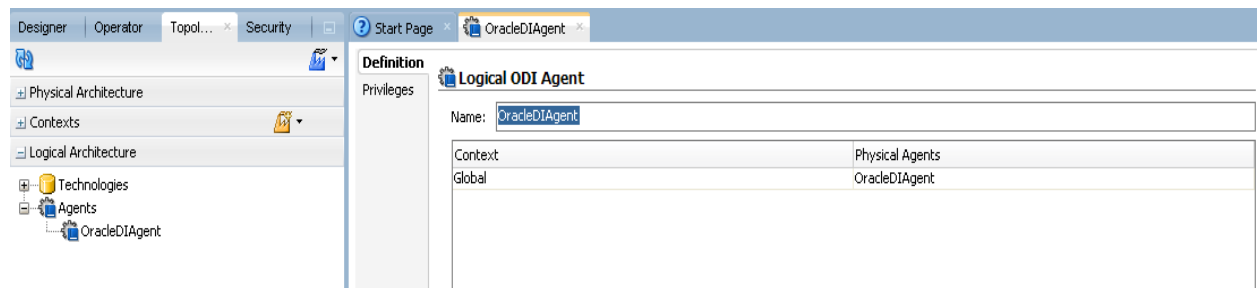 Designer Operator Topol... Security
Start Page OracleDIAgent
Physical Architecture
Contexts
Logical Architecture
Technologies
Agents
OracleDIAgent
Definition
Privileges
Logical ODI Agent
Name: OracleDIAgent
Context Physical Agents
Global OracleDIAgent